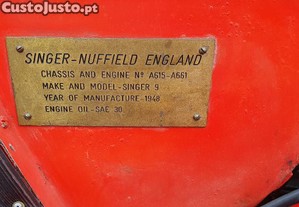 CustoJusto.pt
SINGER-NUFFIELD ENGLAND
CHASSIS AND ENGINE Nº A615-A661
MAKE AND MODEL-SINGER 9
YEAR OF MANUFACTURE-1948
ENGINE OIL-SAE 30